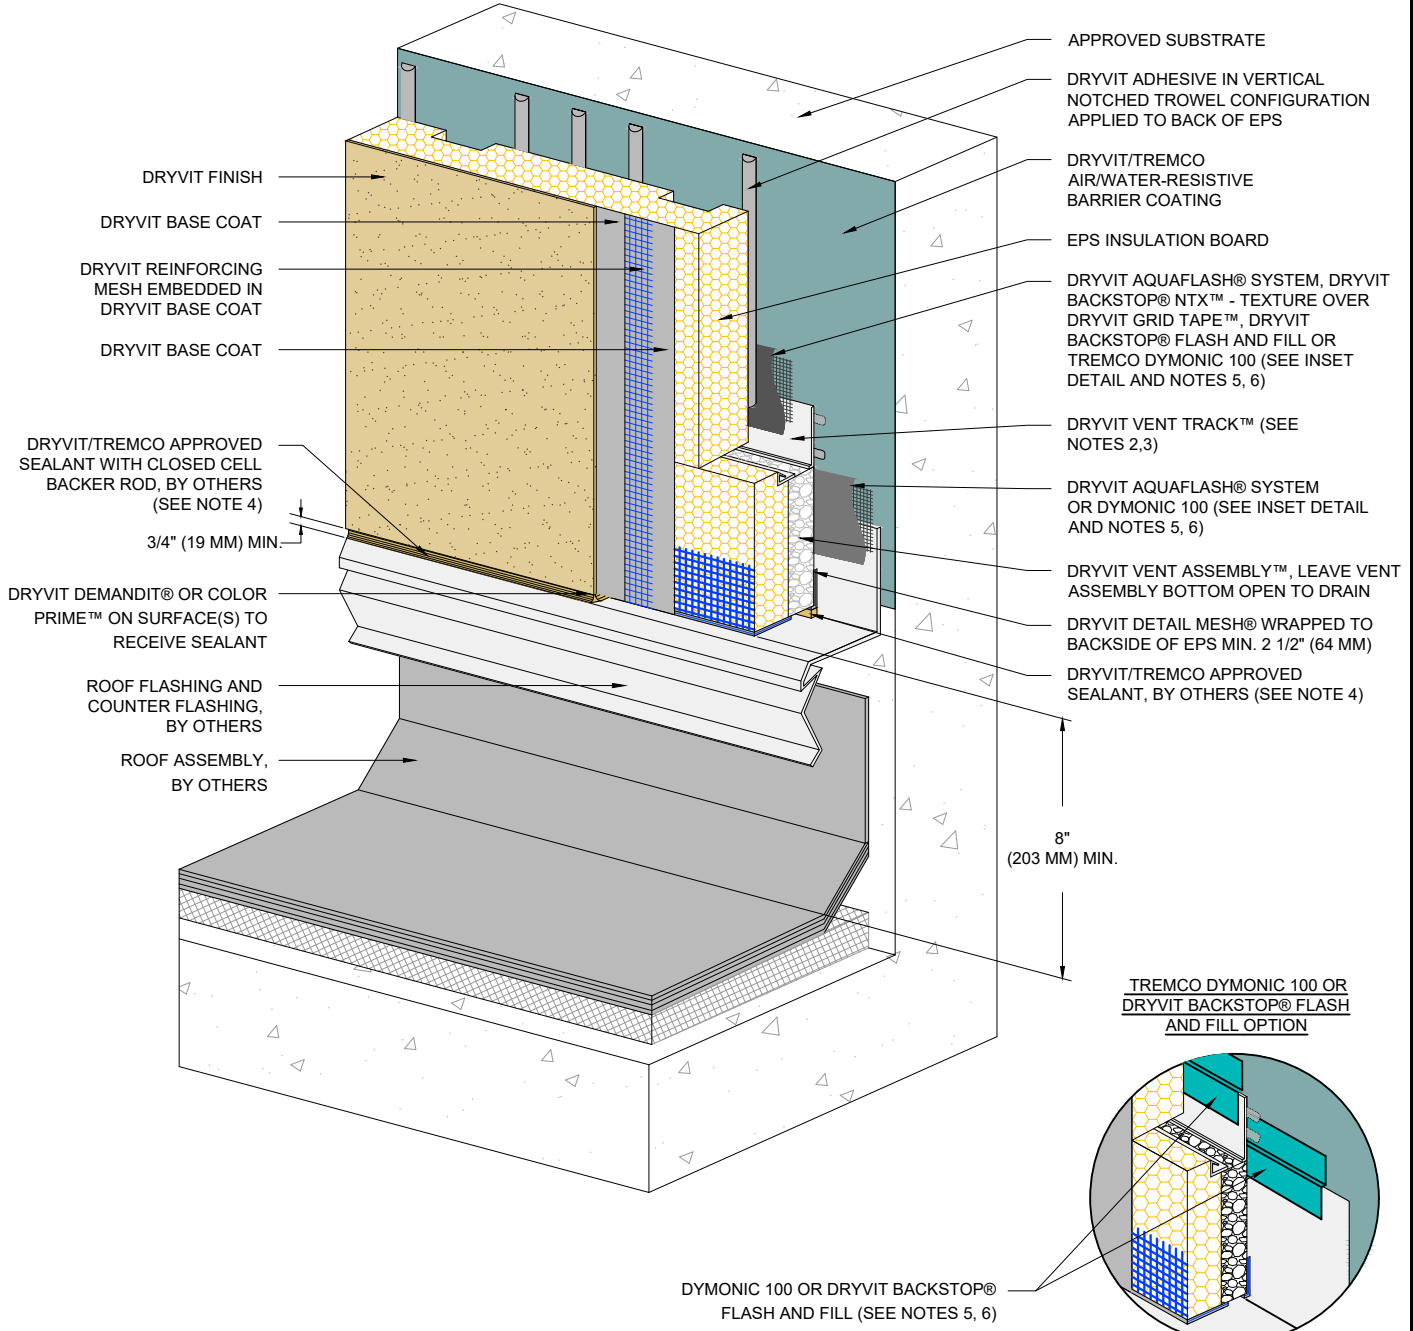 APPROVED SUBSTRATE
DRYVIT ADHESIVE IN VERTICAL
NOTCHED TROWEL CONFIGURATION
APPLIED TO BACK OF EPS
DRYVIT/TREMCO
AIR/WATER-RESISTIVE
BARRIER COATING
EPS INSULATION BOARD
DRYVIT AQUAFLASH® SYSTEM, DRYVIT
BACKSTOP® NTX™ - TEXTURE OVER
DRYVIT GRID TAPE™, DRYVIT
BACKSTOP® FLASH AND FILL OR
TREMCO DYMONIC 100 (SEE INSET
DETAIL AND NOTES 5, 6)
DRYVIT VENT TRACK™ (SEE
NOTES 2,3)
DRYVIT AQUAFLASH® SYSTEM
OR DYMONIC 100 (SEE INSET DETAIL
AND NOTES 5, 6)
DRYVIT VENT ASSEMBLY™, LEAVE VENT
ASSEMBLY BOTTOM OPEN TO DRAIN
DRYVIT DETAIL MESH® WRAPPED TO
BACKSIDE OF EPS MIN. 2 1/2" (64 MM)
DRYVIT/TREMCO APPROVED
SEALANT, BY OTHERS (SEE NOTE 4)
DRYVIT FINISH
DRYVIT BASE COAT
DRYVIT REINFORCING
MESH EMBEDDED IN
DRYVIT BASE COAT
DRYVIT BASE COAT
DRYVIT/TREMCO APPROVED
SEALANT WITH CLOSED CELL
BACKER ROD, BY OTHERS
(SEE NOTE 4)
3/4" (19 MM) MIN.
DRYVIT DEMANDIT® OR COLOR
PRIME™ ON SURFACE(S) TO
RECEIVE SEALANT
ROOF FLASHING AND
COUNTER FLASHING,
BY OTHERS
ROOF ASSEMBLY,
BY OTHERS
8"
(203 MM) MIN.
TREMCO DYMONIC 100 OR
DRYVIT BACKSTOP® FLASH
AND FILL OPTION
DYMONIC 100 OR DRYVIT BACKSTOP®
FLASH AND FILL (SEE NOTES 5, 6)